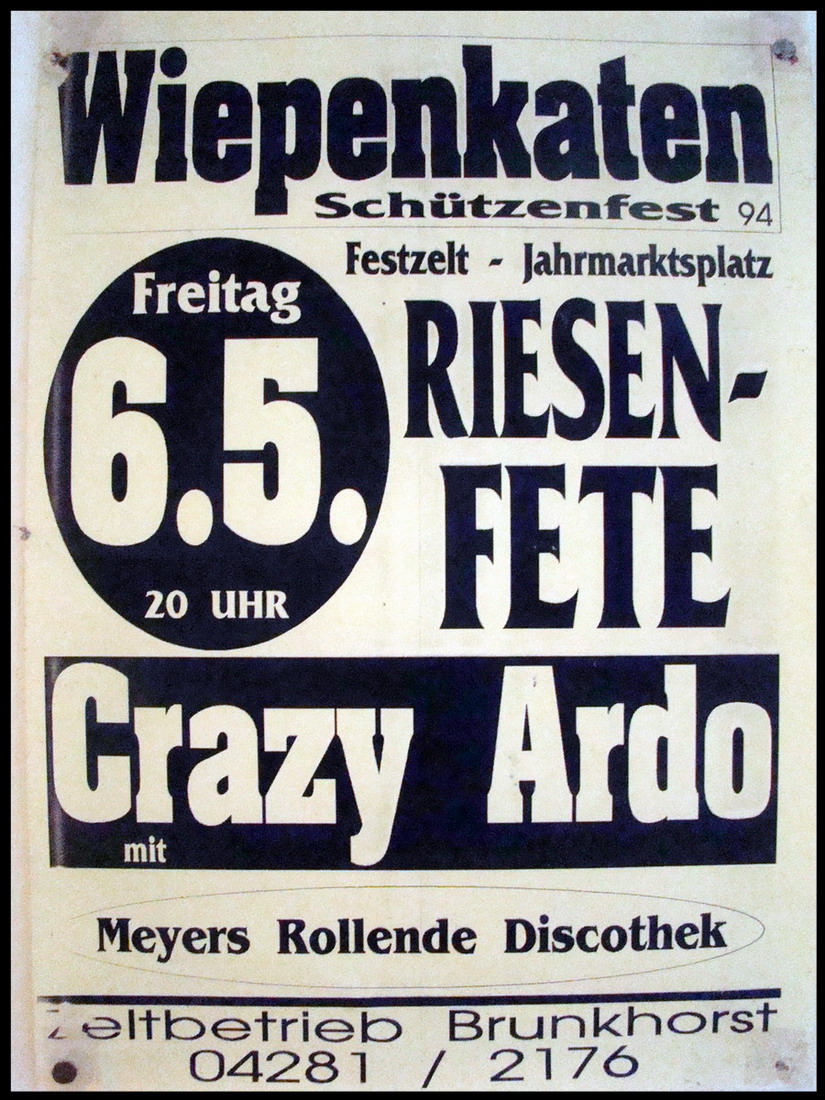 Wiepenkaten
Schützenfest 94
Festzelt - Jahrmarktsplatz
Freitag
6.5.
20 UHR
RIESEN-
FETE
Crazy Ardo
mit
Meyers Rollende Discothek
Zeltbetrieb Brunkhorst
04281 / 2176